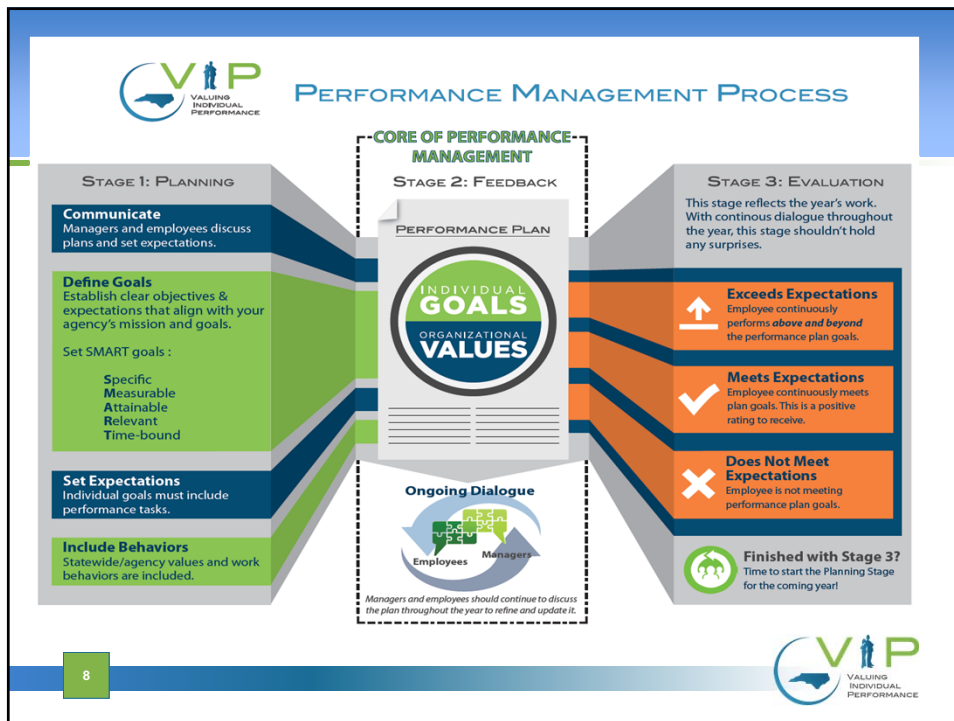 VIP
VALUING
INDIVIDUAL
PERFORMANCE
PERFORMANCE MANAGEMENT PROCESS
CORE OF PERFORMANCE
MANAGEMENT
STAGE 1: PLANNING
Communicate
Managers and employees discuss
plans and set expectations.
Define Goals
Establish clear objectives &
expectations that align with your
agency's mission and goals.
Set SMART goals :
Specific
Measurable
Attainable
Relevant
Time-bound
Set Expectations
Individual goals must include
performance tasks.
Include Behaviors
Statewide/agency values and work
behaviors are included.
STAGE 2: FEEDBACK
PERFORMANCE PLAN
INDIVIDUAL
GOALS
ORGANIZATIONAL
VALUES
Ongoing Dialogue
Employees
Managers
Managers and employees should continue to discuss
the plan throughout the year to refine and update it.
STAGE 3: EVALUATION
This stage reflects the year's work.
With continous dialogue throughout
the year, this stage shouldn't hold
any surprises.
Exceeds Expectations
Employee continuously
performs above and beyond
the performance plan goals.
Meets Expectations
Employee continuously meets
plan goals. This is a positive
rating to receive.
Does Not Meet
Expectations
Employee is not meeting
performance plan goals.
Finished with Stage 3?
Time to start the Planning Stage
for the coming year!
8
VIP
VALUING
INDIVIDUAL
PERFORMANCE